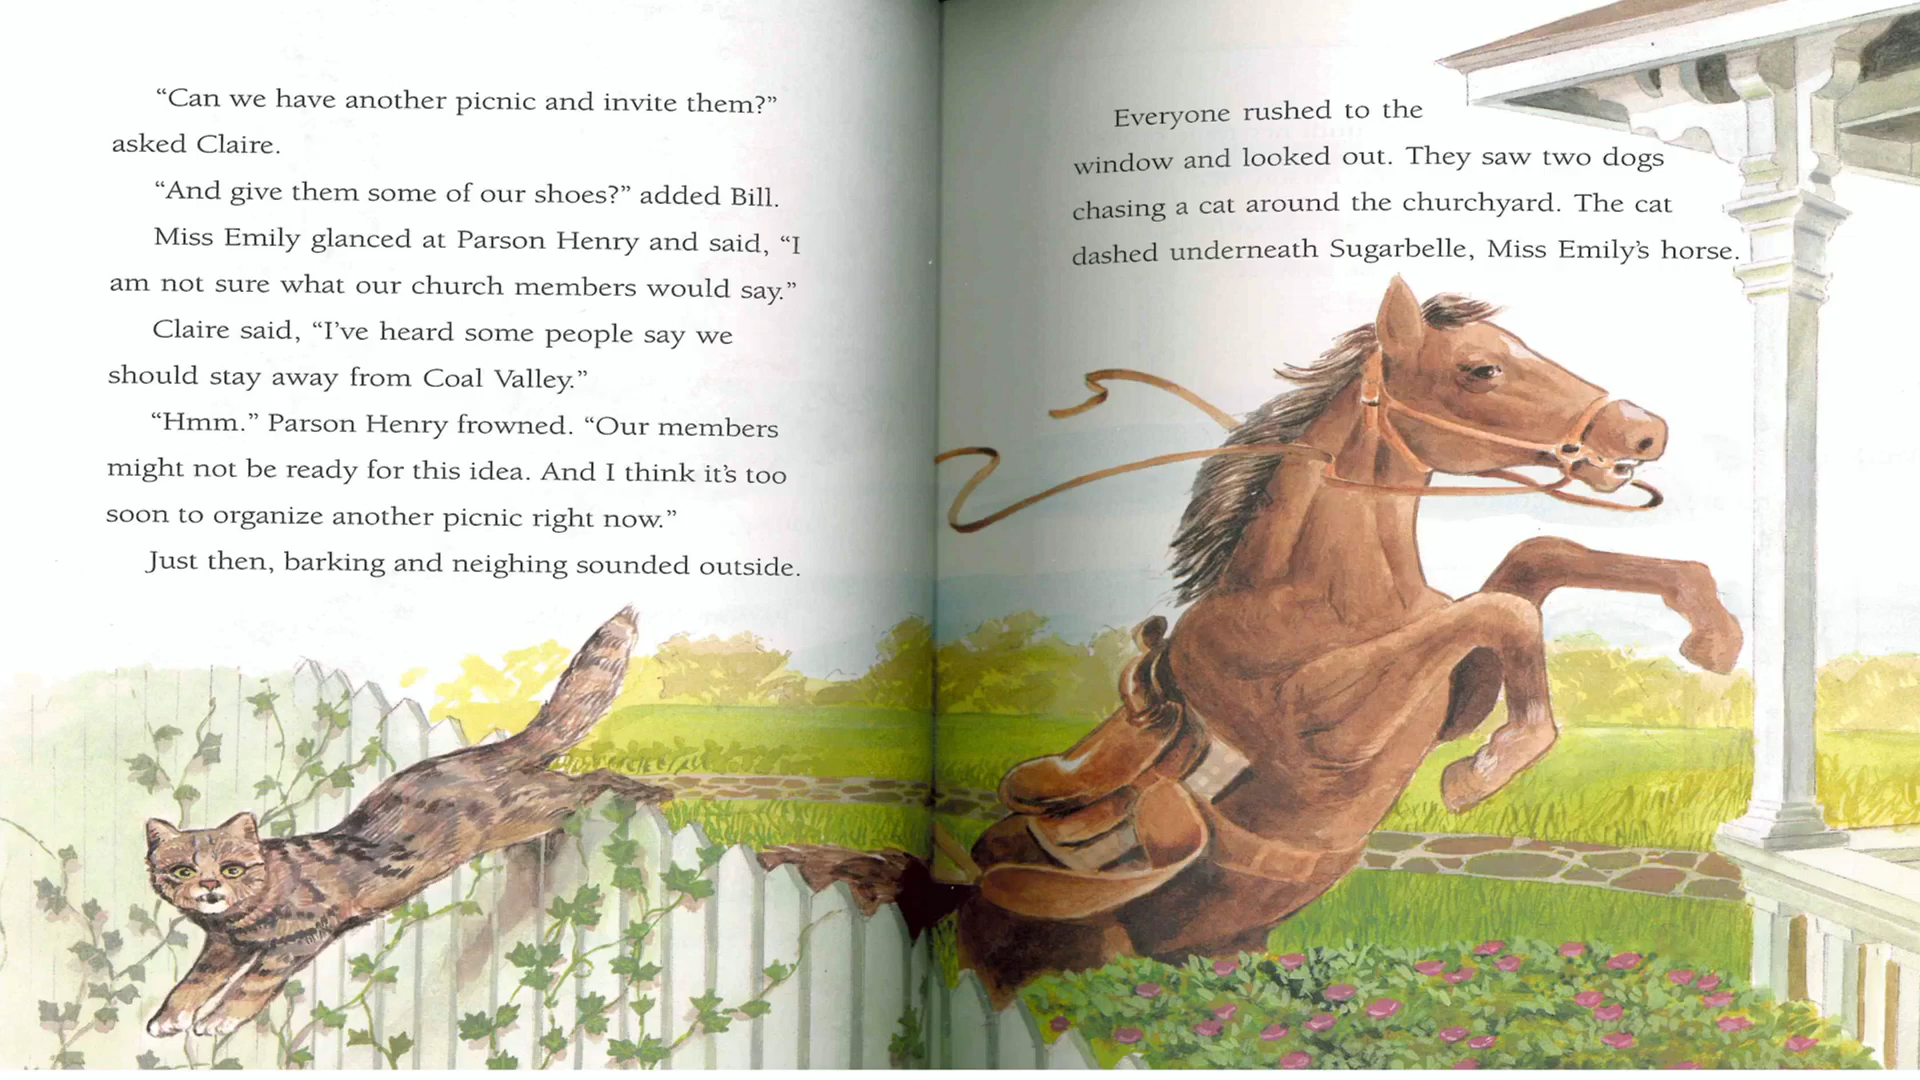 “Can we have another picnic and invite them?”
asked Claire.
“And give them some of our shoes?” added Bill.
Miss Emily glanced at Parson Henry and said, “I
am not sure what our church members would say.”
Claire said, “I’ve heard some people say we
should stay away from Coal Valley.”
“Hmm.” Parson Henry frowned. “Our members
might not be ready for this idea. And I think it’s too
soon to organize another picnic right now.”
Just then, barking and neighing sounded outside.
Everyone rushed to the
window and looked out. They saw two dogs
chasing a cat around the churchyard. The cat
dashed underneath Sugarbelle, Miss Emily’s horse.